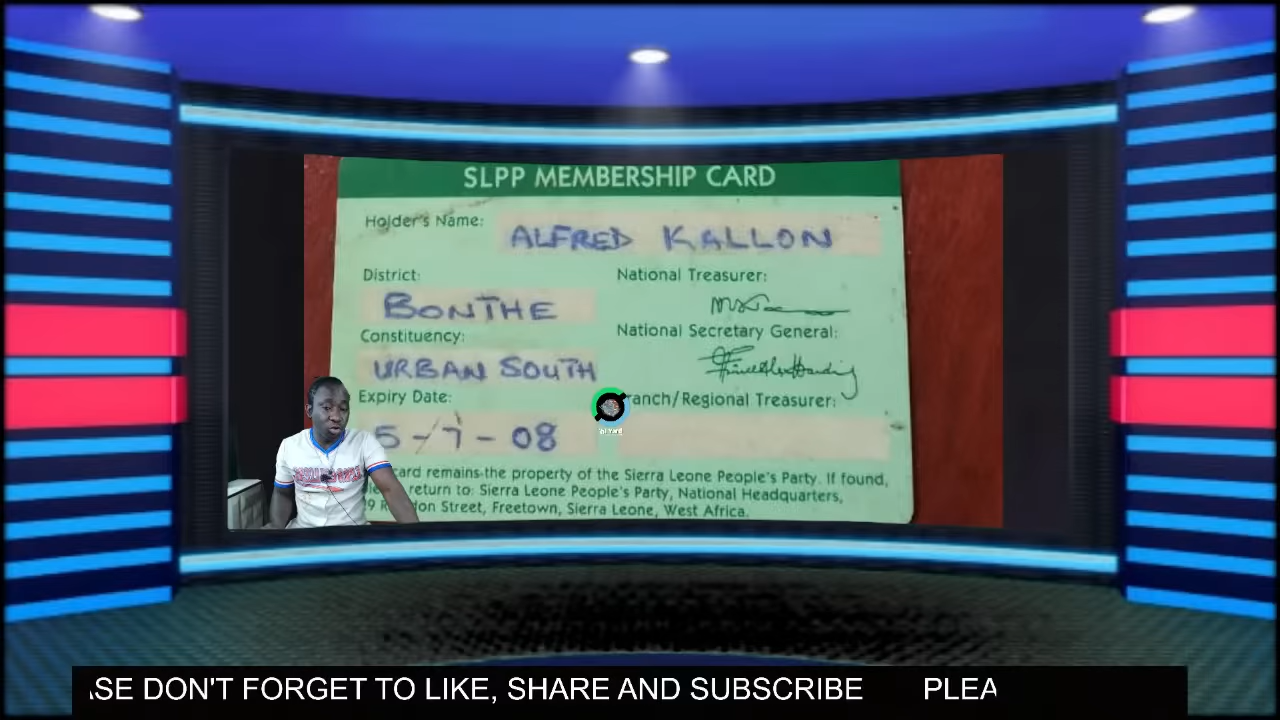 SLPP MEMBERSHIP CARD
Holder's Name: ALFRED KALLON
District: National Treasurer:
BONTHE
Constituency: National Secretary General:
URBAN SOUTH
Expiry Date: ranch/Regional Treasurer:
5-7-08
card remains the property of the Sierra Leone People's Party. If found,
return to: Sierra Leone People's Party, National Headquarters,
don Street, Freetown, Sierra Leone, West Africa.
ASE DON'T FORGET TO LIKE, SHARE AND SUBSCRIBE PLEA